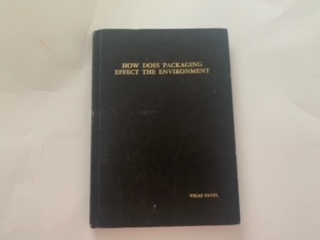 HOW DOES PACKAGING
EFFECT THE ENVIRONMENT
VIKAS PATEL